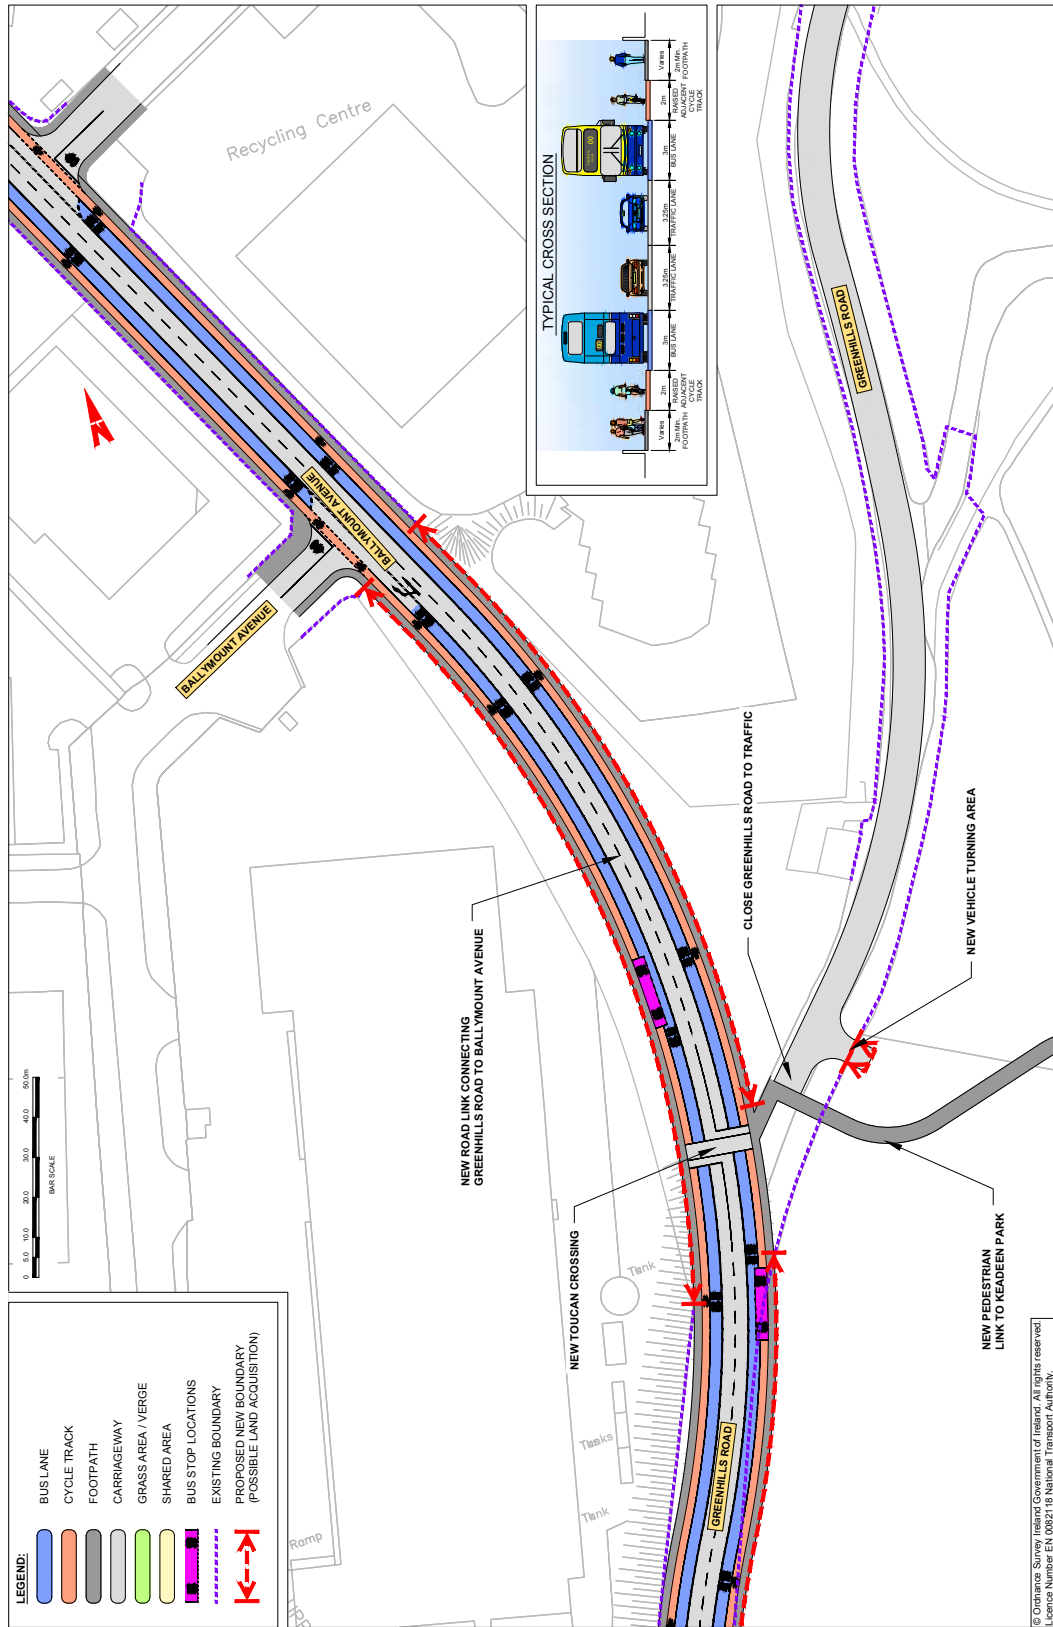 LEGEND:
BUS LANE
CYCLE TRACK
FOOTPATH
CARRIAGEWAY
GRASS AREA / VERGE
SHARED AREA
BUS STOP LOCATIONS
EXISTING BOUNDARY
PROPOSED NEW BOUNDARY
(POSSIBLE LAND ACQUISITION)
0 5.0 10.0 20.0 30.0 40.0 50.0m
BAR SCALE
N
Recycling Centre
BALLYMOUNT AVENUE
BALLYMOUNT AVENUE
TYPICAL CROSS SECTION
Varies
2m Min.
FOOTPATH
2m
RAISED
ADJACENT
CYCLE
TRACK
3m
BUS LANE
3.25m
TRAFFIC LANE
3.25m
TRAFFIC LANE
3m
BUS LANE
2m
RAISED
ADJACENT
CYCLE
TRACK
Varies
2m Min.
FOOTPATH
GREENHILLS ROAD
NEW ROAD LINK CONNECTING
GREENHILLS ROAD TO BALLYMOUNT AVENUE
CLOSE GREENHILLS ROAD TO TRAFFIC
NEW VEHICLE TURNING AREA
NEW TOUCAN CROSSING
NEW PEDESTRIAN
LINK TO KEADEEN PARK
Tank
Tanks
Tank
Ramp
GREENHILLS ROAD
© Ordnance Survey Ireland Government of Ireland. All rights reserved.
Licence Number EN 0082118 National Transport Authority.